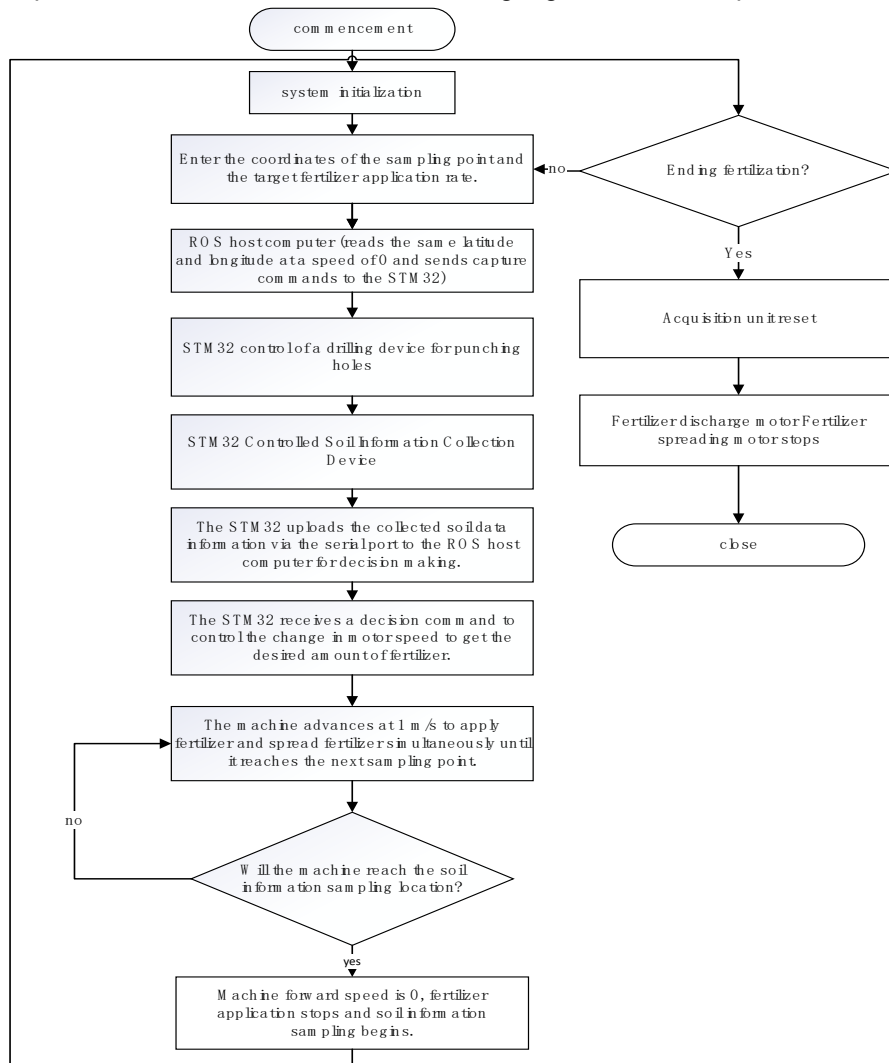 commencement
system initialization
Enter the coordinates of the sampling point and
the target fertilizer application rate.
ROS host computer (reads the same latitude
and longitude at a speed of 0 and sends capture
commands to the STM32)
STM32 control of a drilling device for punching
holes
STM32 Controlled Soil Information Collection
Device
The STM32 uploads the collected soil data
information via the serial port to the ROS host
computer for decision making.
The STM32 receives a decision command to
control the change in motor speed to get the
desired amount of fertilizer.
The machine advances at 1 m/s to apply
fertilizer and spread fertilizer simultaneously until
it reaches the next sampling point.
no
Will the machine reach the soil
information sampling location?
yes
Machine forward speed is 0, fertilizer
application stops and soil information
sampling begins.
Ending fertilization?
no
Yes
Acquisition unit reset
Fertilizer discharge motor Fertilizer
spreading motor stops
close